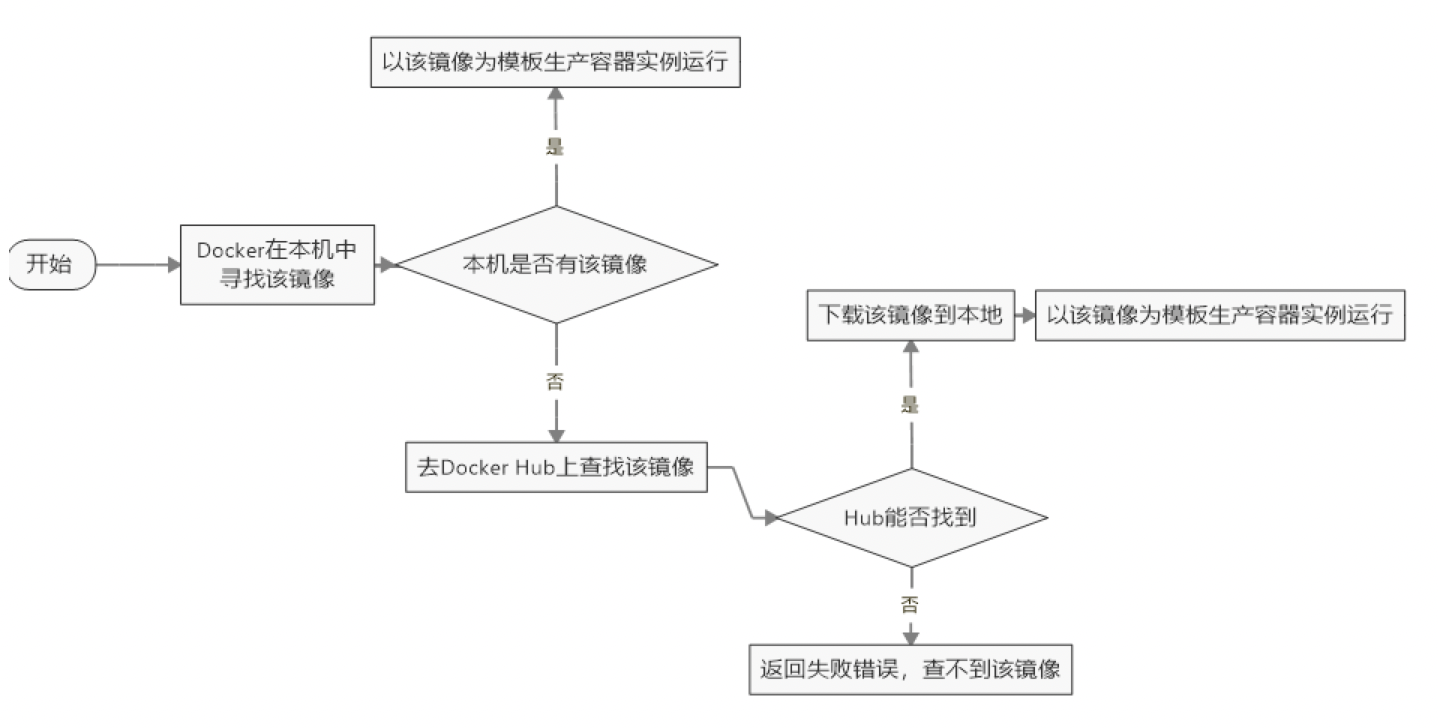 以该镜像为模板生产容器实例运行
是
开始
Docker在本机中
寻找该镜像
本机是否有该镜像
否
下载该镜像到本地
以该镜像为模板生产容器实例运行
是
去Docker Hub上查找该镜像
Hub能否找到
否
返回失败错误，查不到该镜像